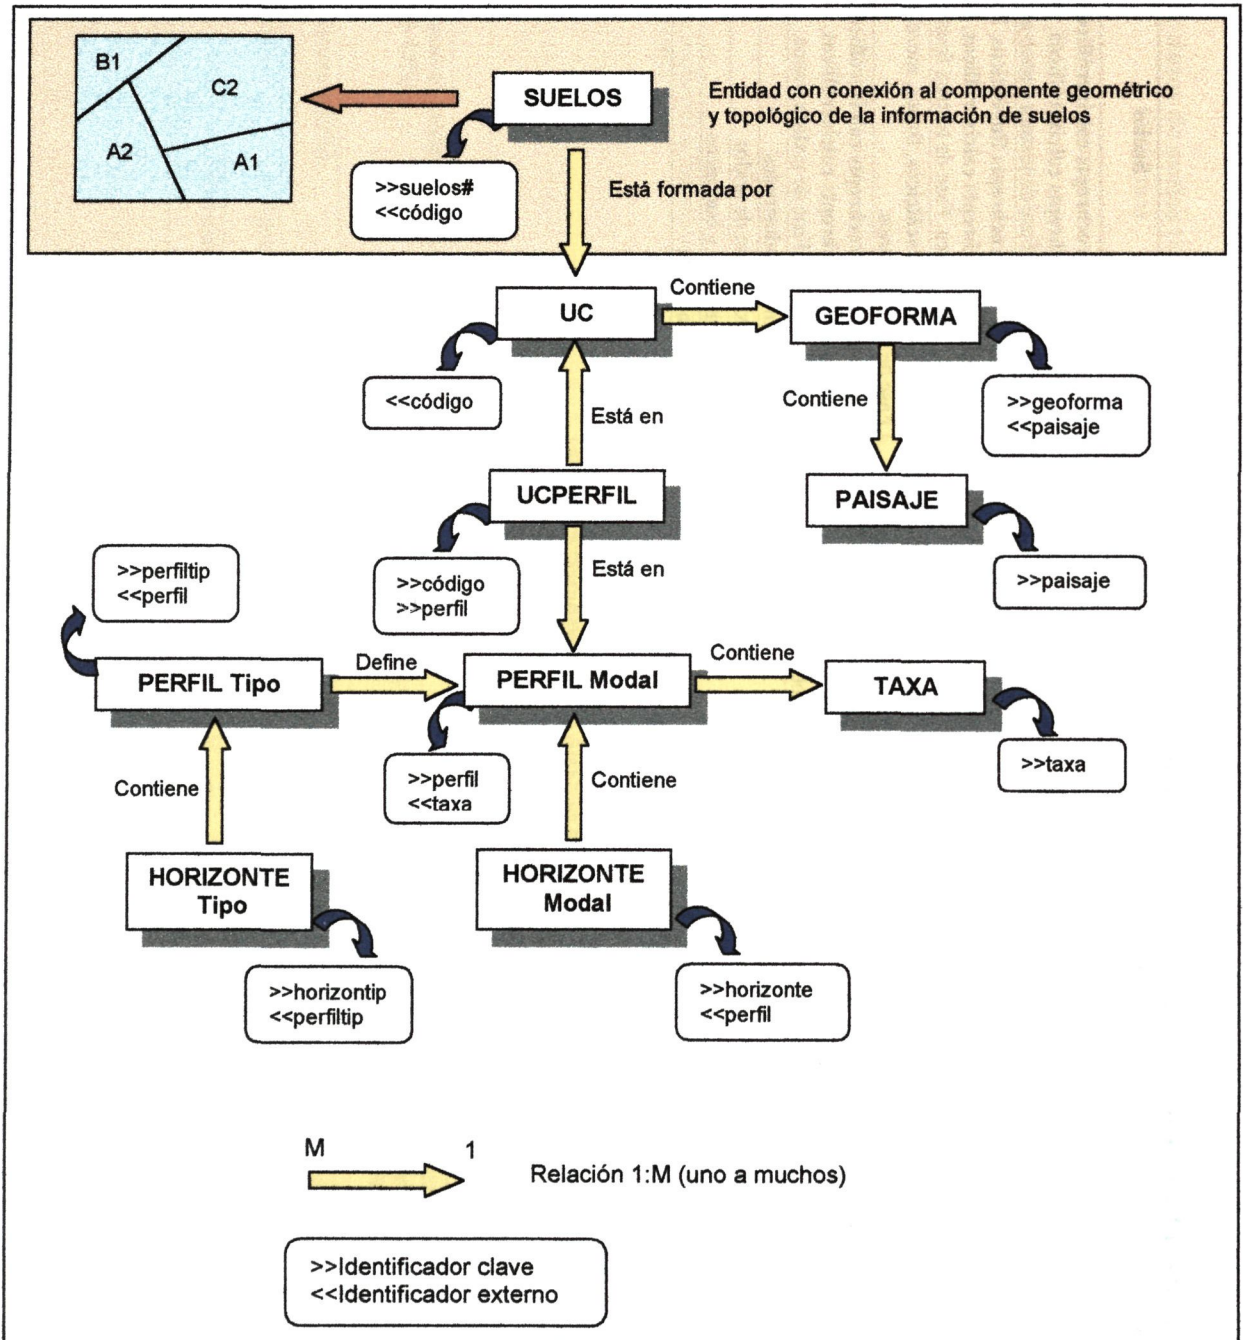 B1
C2
A2
A1
SUELOS
Entidad con conexión al componente geométrico
y topológico de la información de suelos
>>suelos#
<<código
Está formada por
UC
Contiene
GEOFORMA
<<código
Está en
Contiene
>>geoforma
<<paisaje
UCPERFIL
PAISAJE
>>código
>>perfil
Está en
>>paisaje
>>perfiltip
<<perfil
PERFIL Tipo
Define
PERFIL Modal
Contiene
TAXA
Contiene
>>perfil
<<taxa
Contiene
>>taxa
HORIZONTE
Tipo
HORIZONTE
Modal
>>horizontip
<<perfiltip
>>horizonte
<<perfil
M
1
Relación 1:M (uno a muchos)
>>Identificador clave
<<Identificador externo